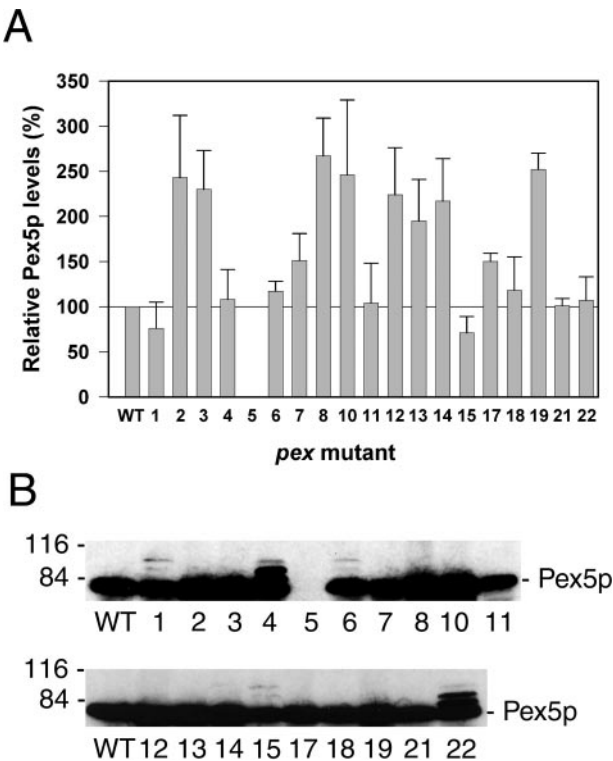 A
Relative Pex5p levels (%)
350
300
250
200
150
100
50
0
WT 1 2 3 4 5 6 7 8 10 11 12 13 14 15 17 18 19 21 22
pex mutant
B
116 -
84 -
- Pex5p
WT 1 2 3 4 5 6 7 8 10 11
116 -
84 -
- Pex5p
WT 12 13 14 15 17 18 19 21 22